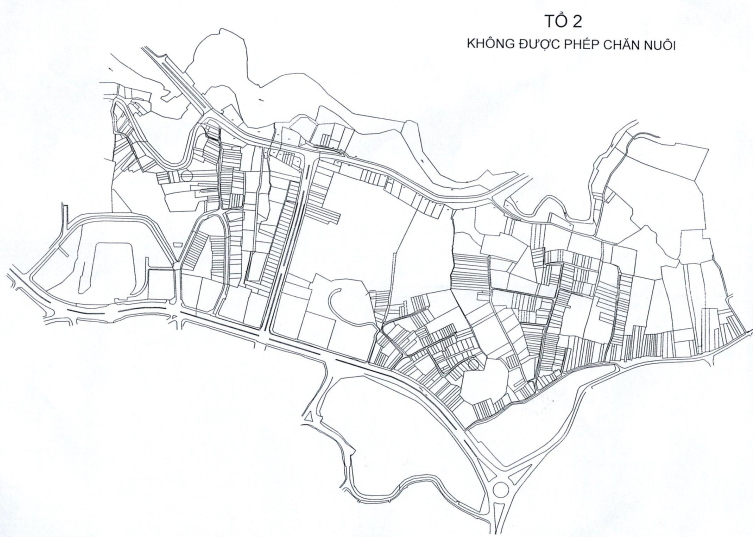 TỔ 2
KHÔNG ĐƯỢC PHÉP CHĂN NUÔI